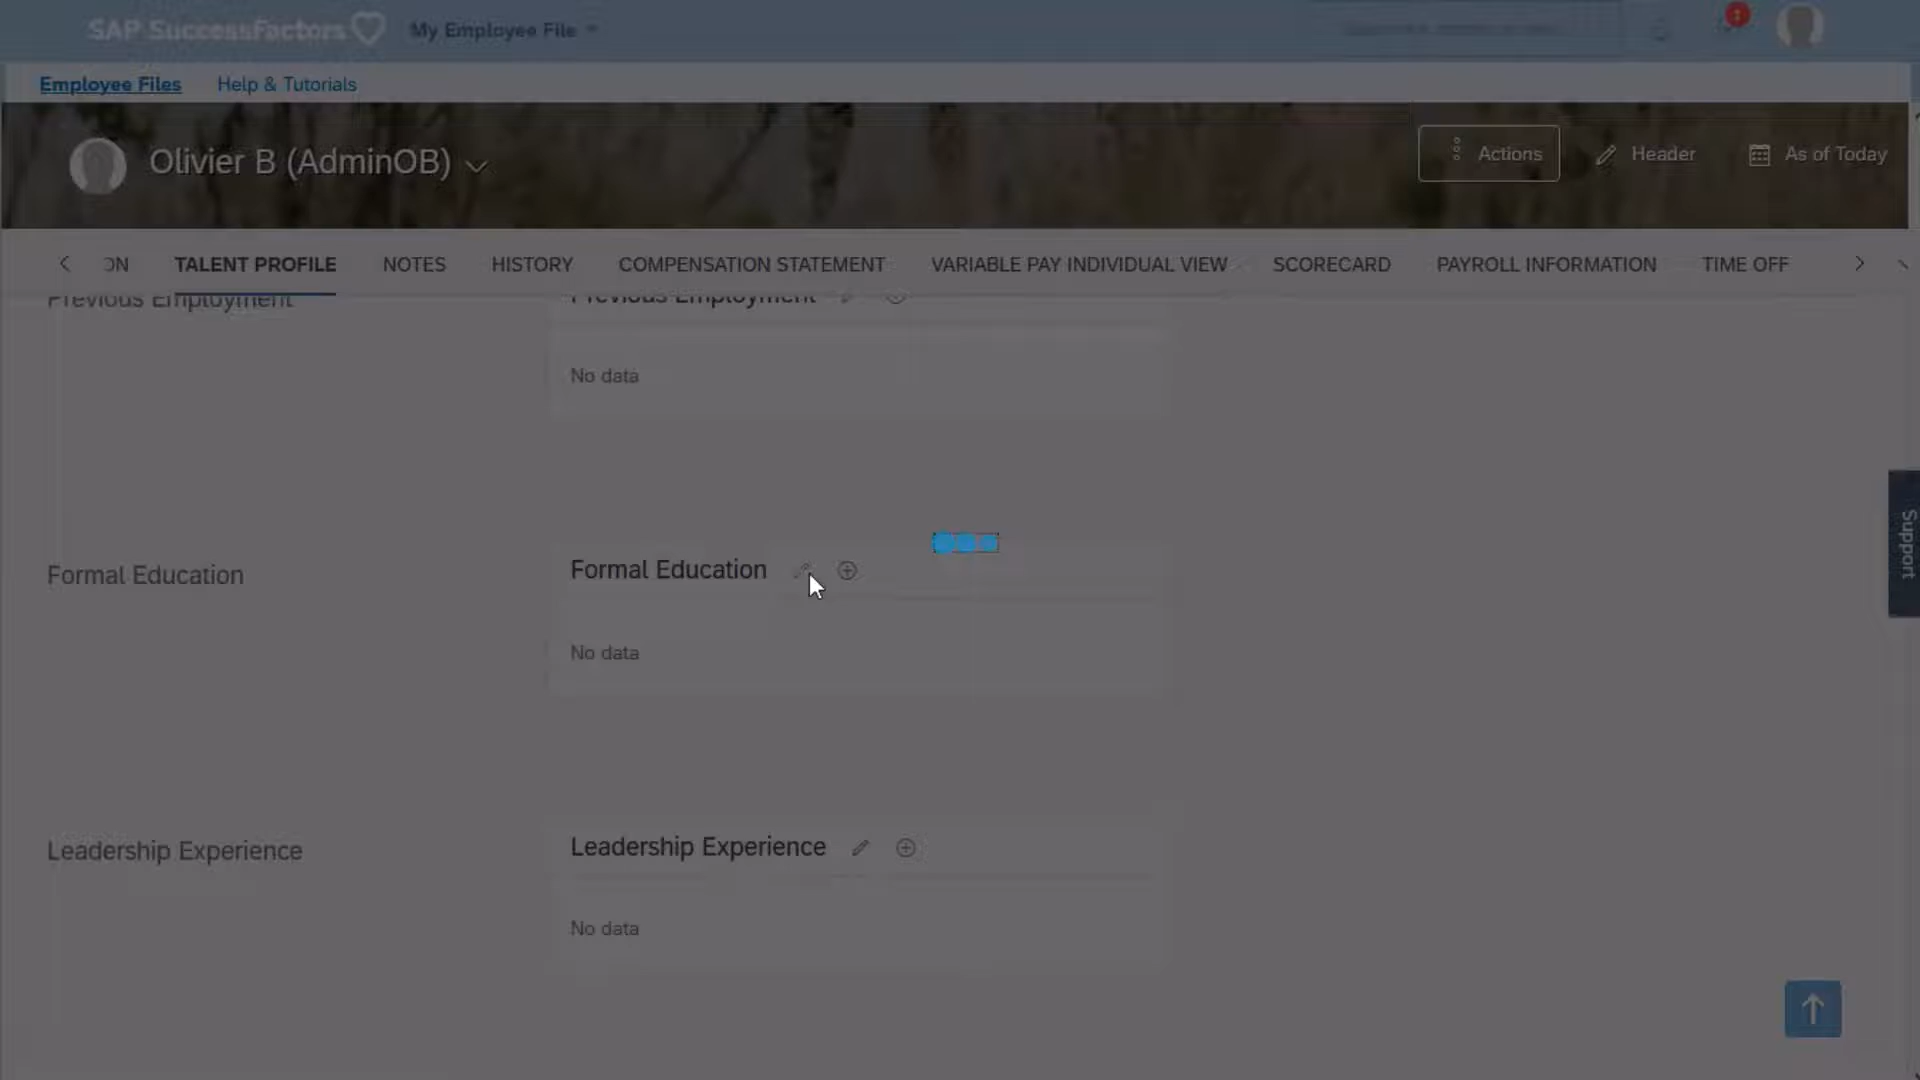 SAP SuccessFactors My Employee File
1
Employee Files Help & Tutorials
Olivier B (AdminOB) Actions Header As of Today
ON TALENT PROFILE NOTES HISTORY COMPENSATION STATEMENT VARIABLE PAY INDIVIDUAL VIEW SCORECARD PAYROLL INFORMATION TIME OFF
Previous Employment Previous Employment
No data
Support
Formal Education Formal Education
No data
Leadership Experience Leadership Experience
No data